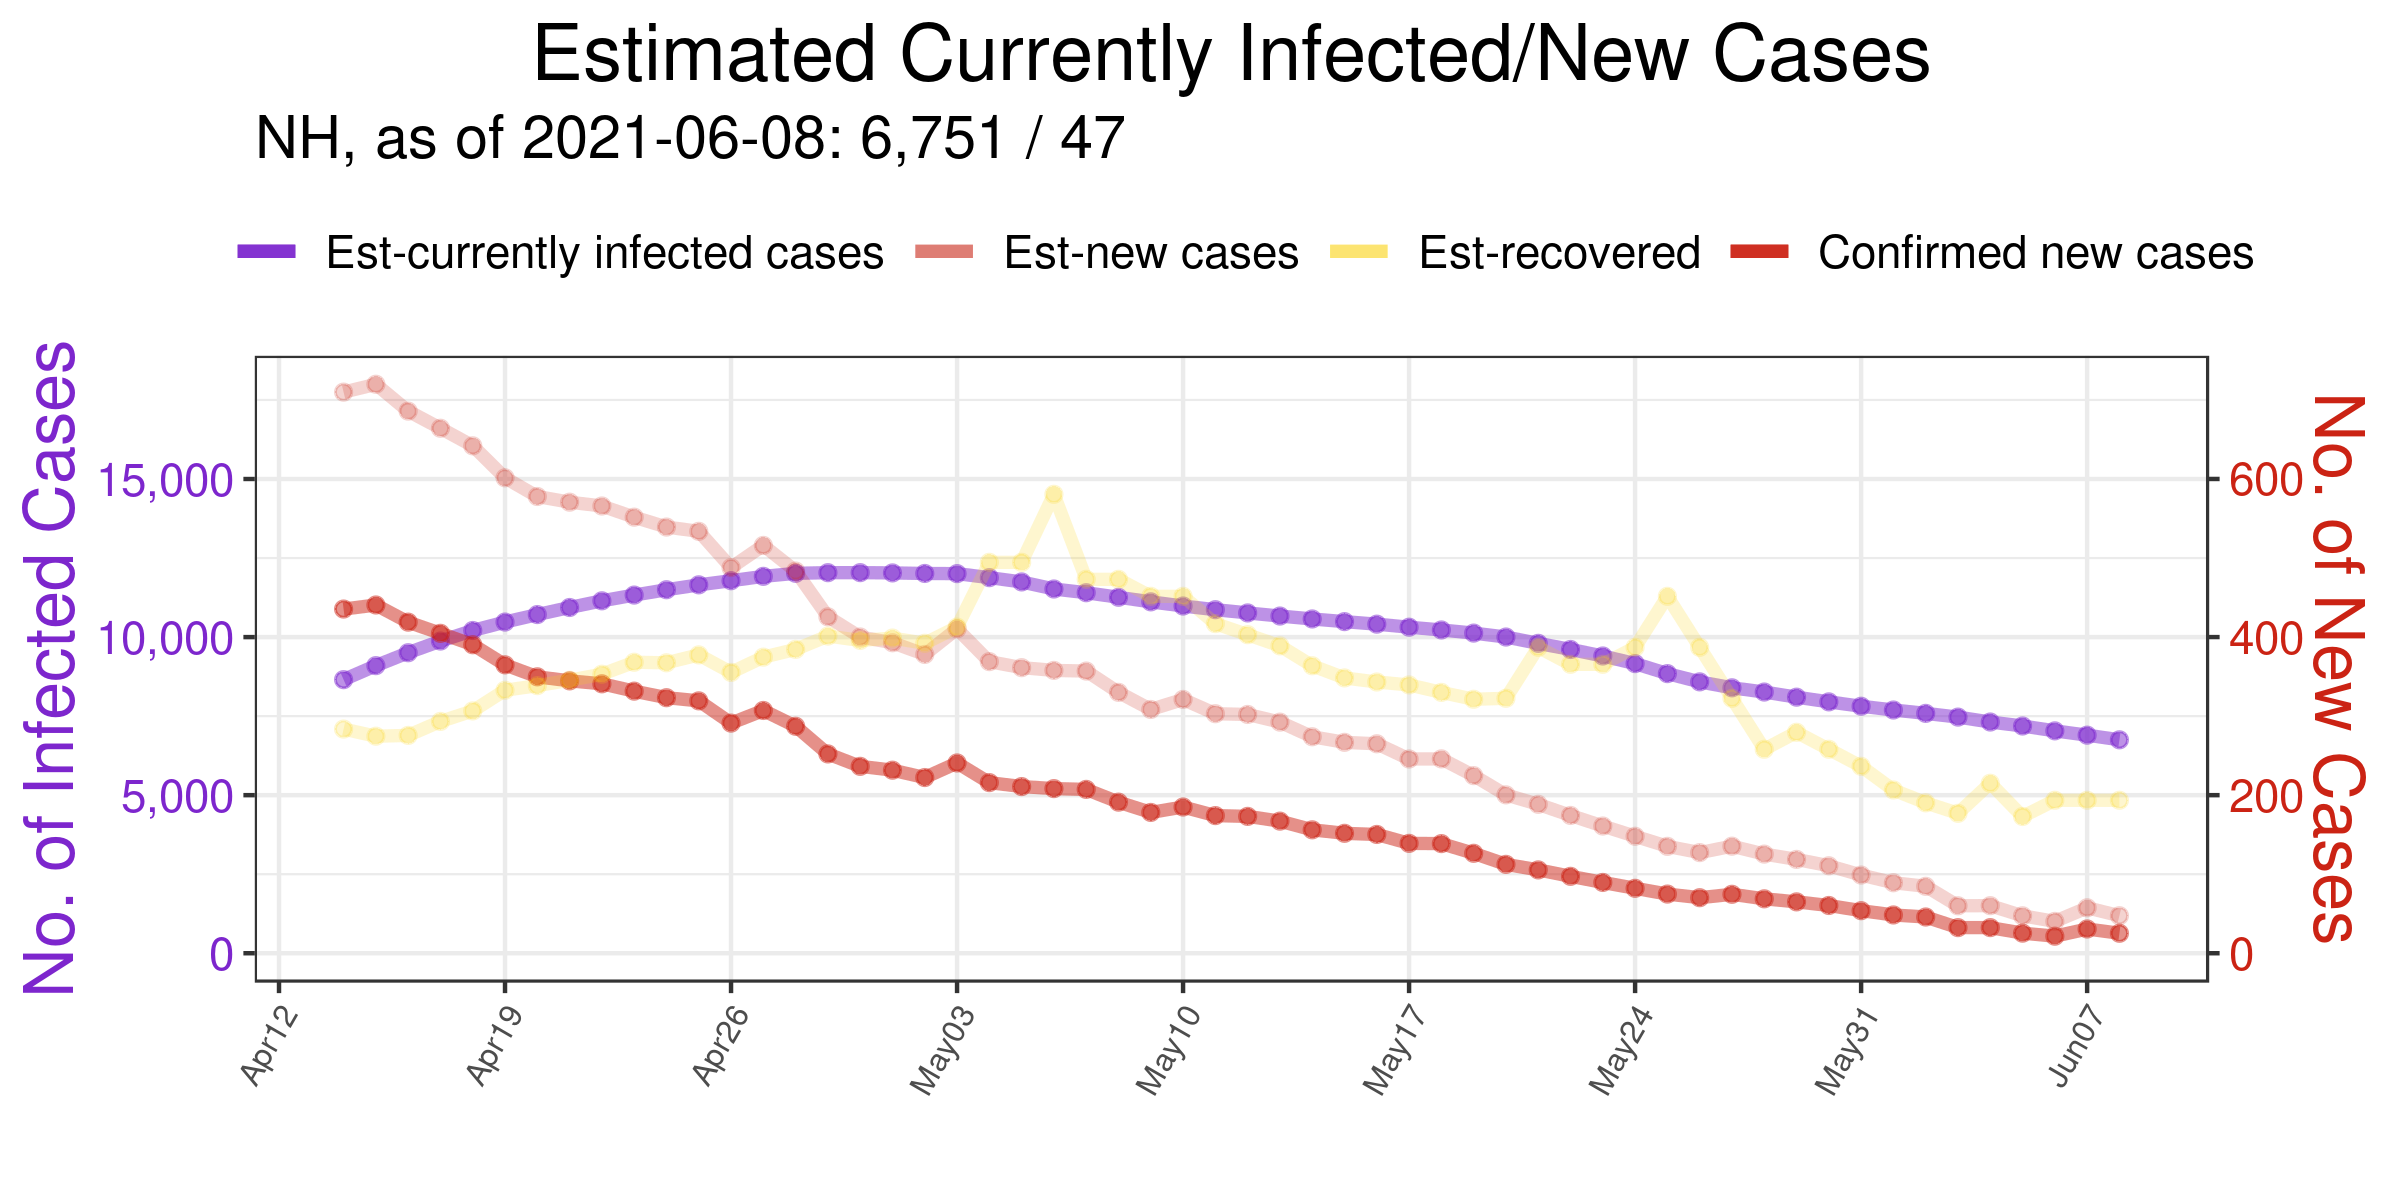 Estimated Currently Infected/New Cases
NH, as of 2021-06-08: 6,751 / 47
Est-currently infected cases Est-new cases Est-recovered Confirmed new cases
No. of Infected Cases
15,000
10,000
5,000
0
600
400
200
0
No. of New Cases
Apr12 Apr19 Apr26 May03 May10 May17 May24 May31 Jun07